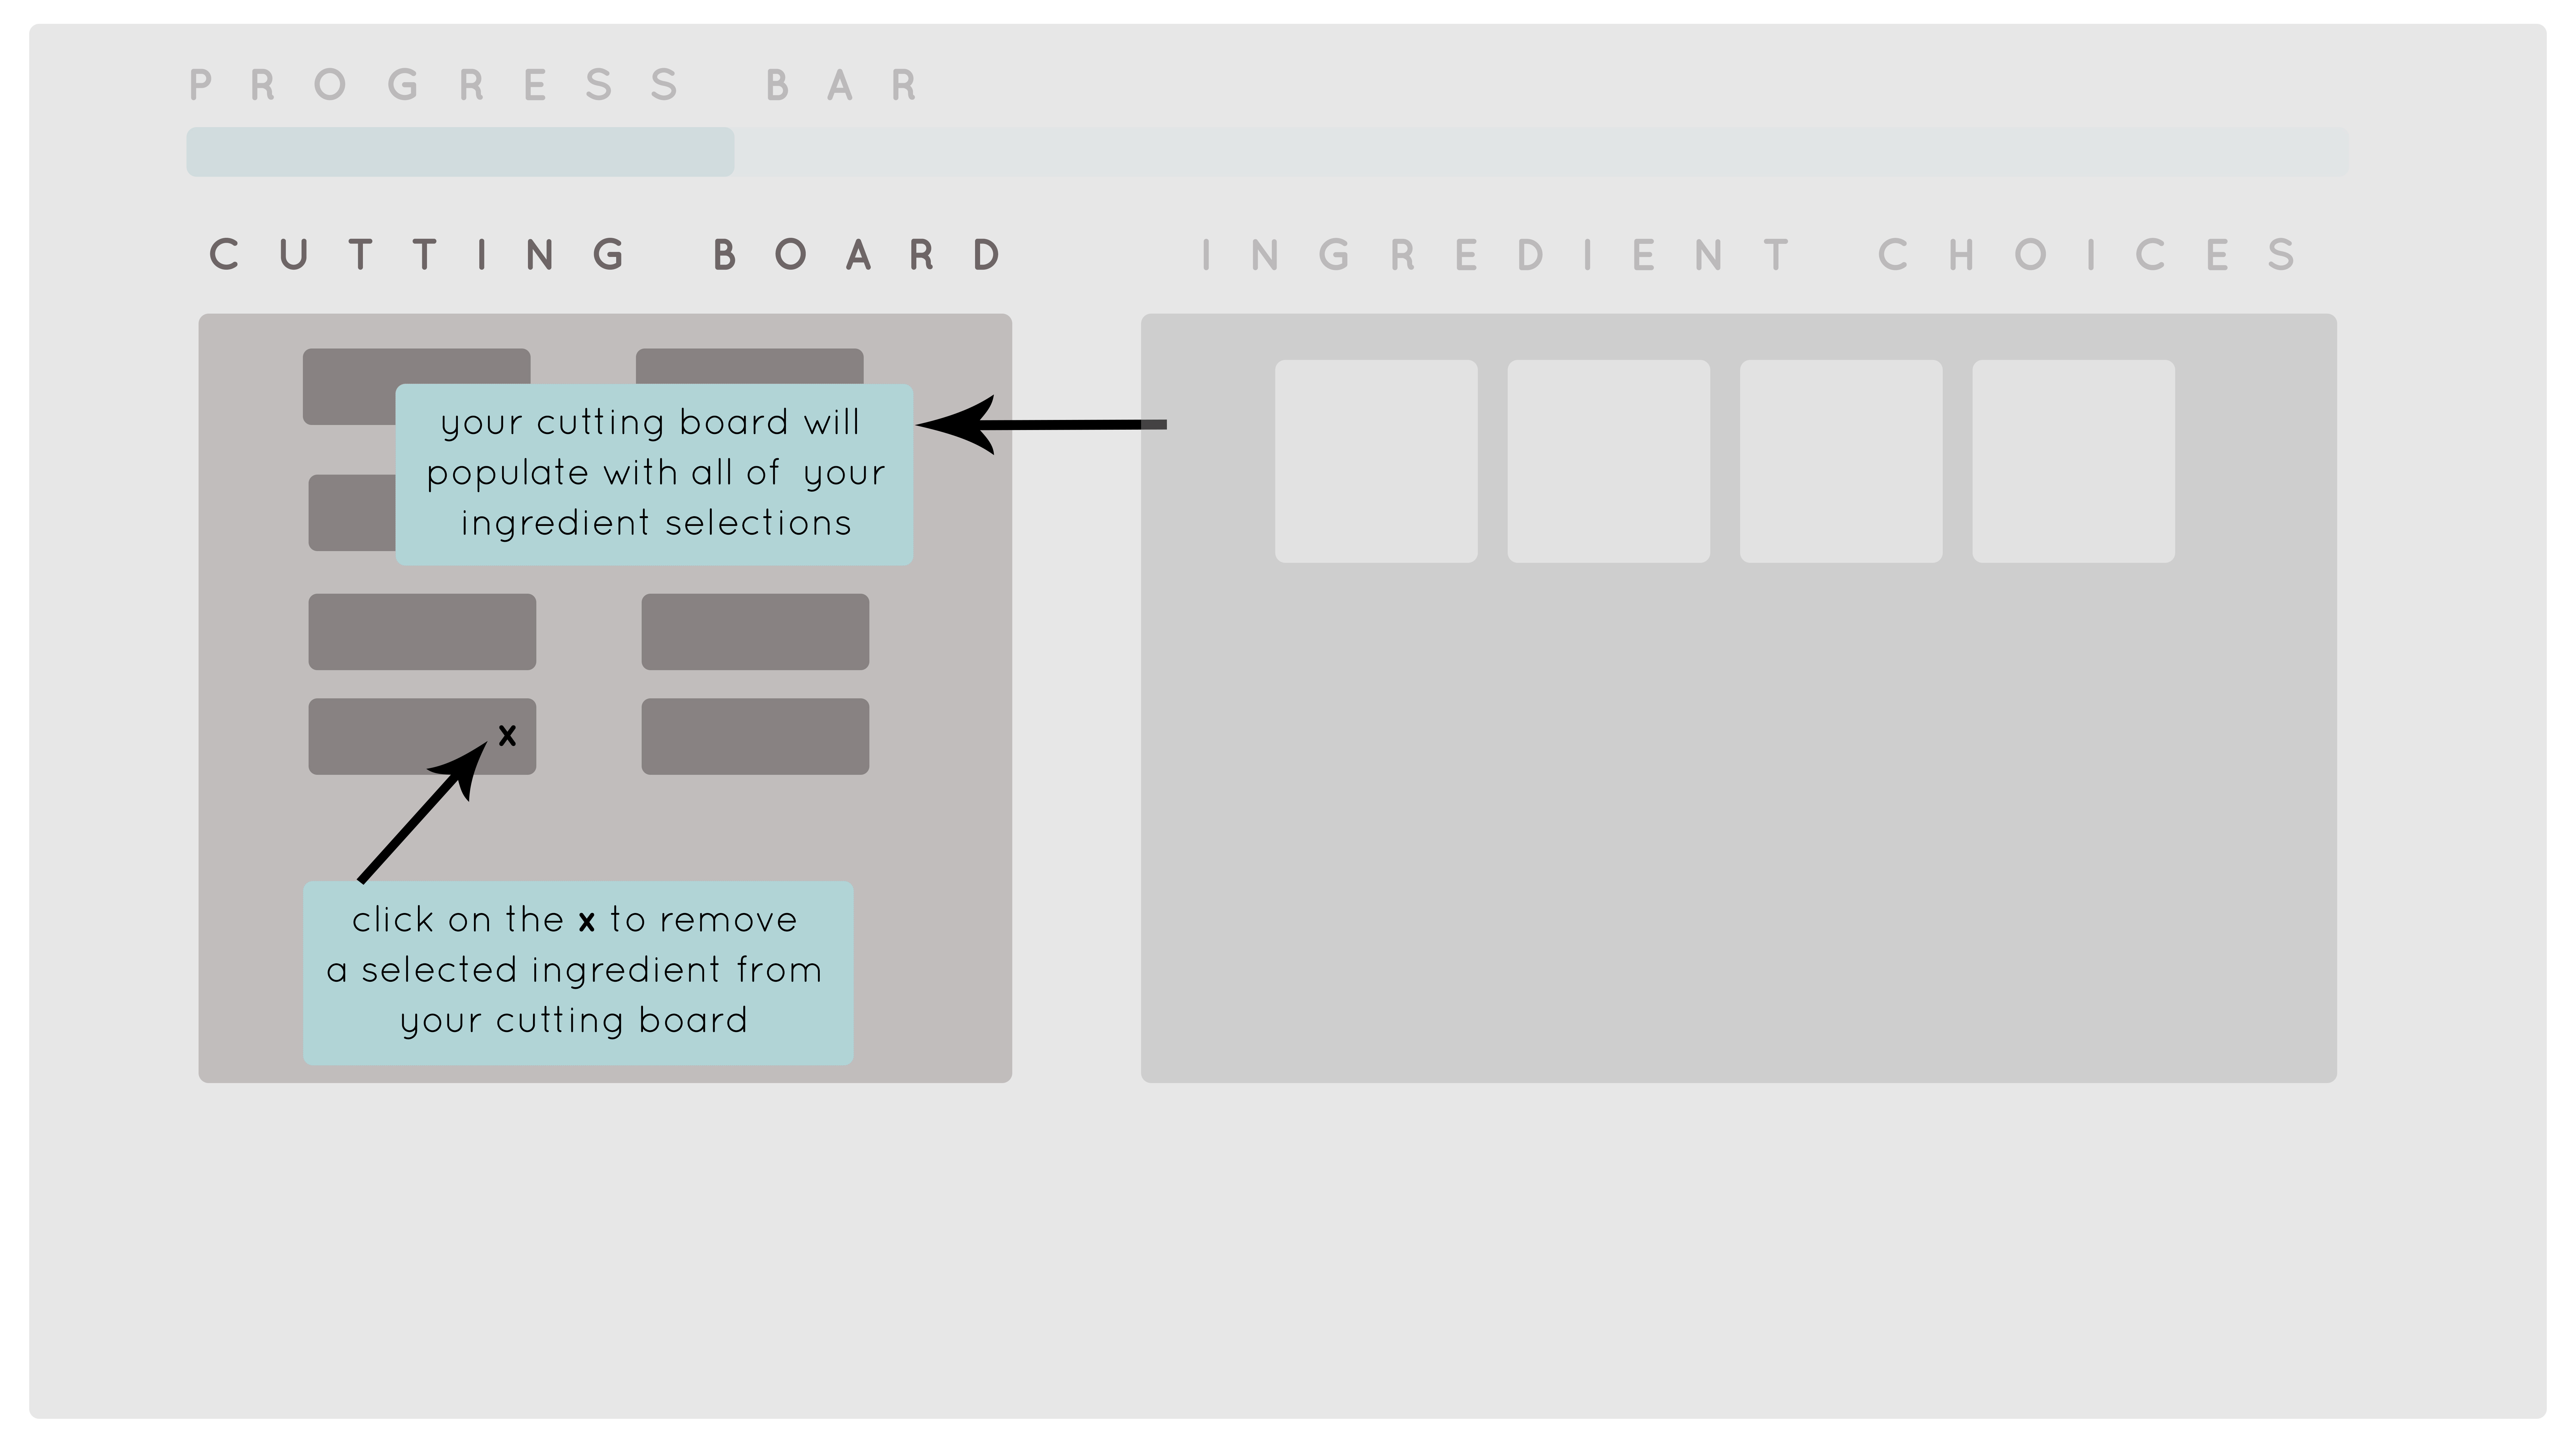 PROGRESS BAR
CUTTING BOARD
INGREDIENT CHOICES
your cutting board will
populate with all of your
ingredient selections
x
click on the x to remove
a selected ingredient from
your cutting board